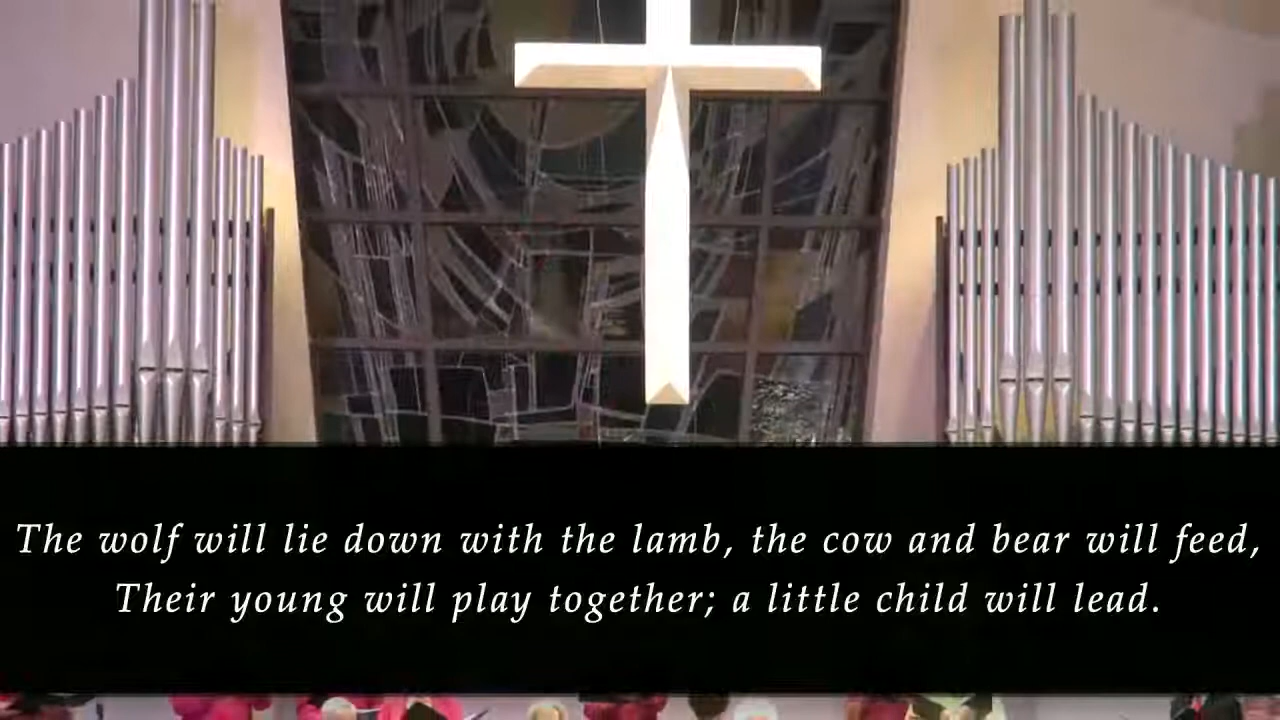 The wolf will lie down with the lamb, the cow and bear will feed,
Their young will play together; a little child will lead.